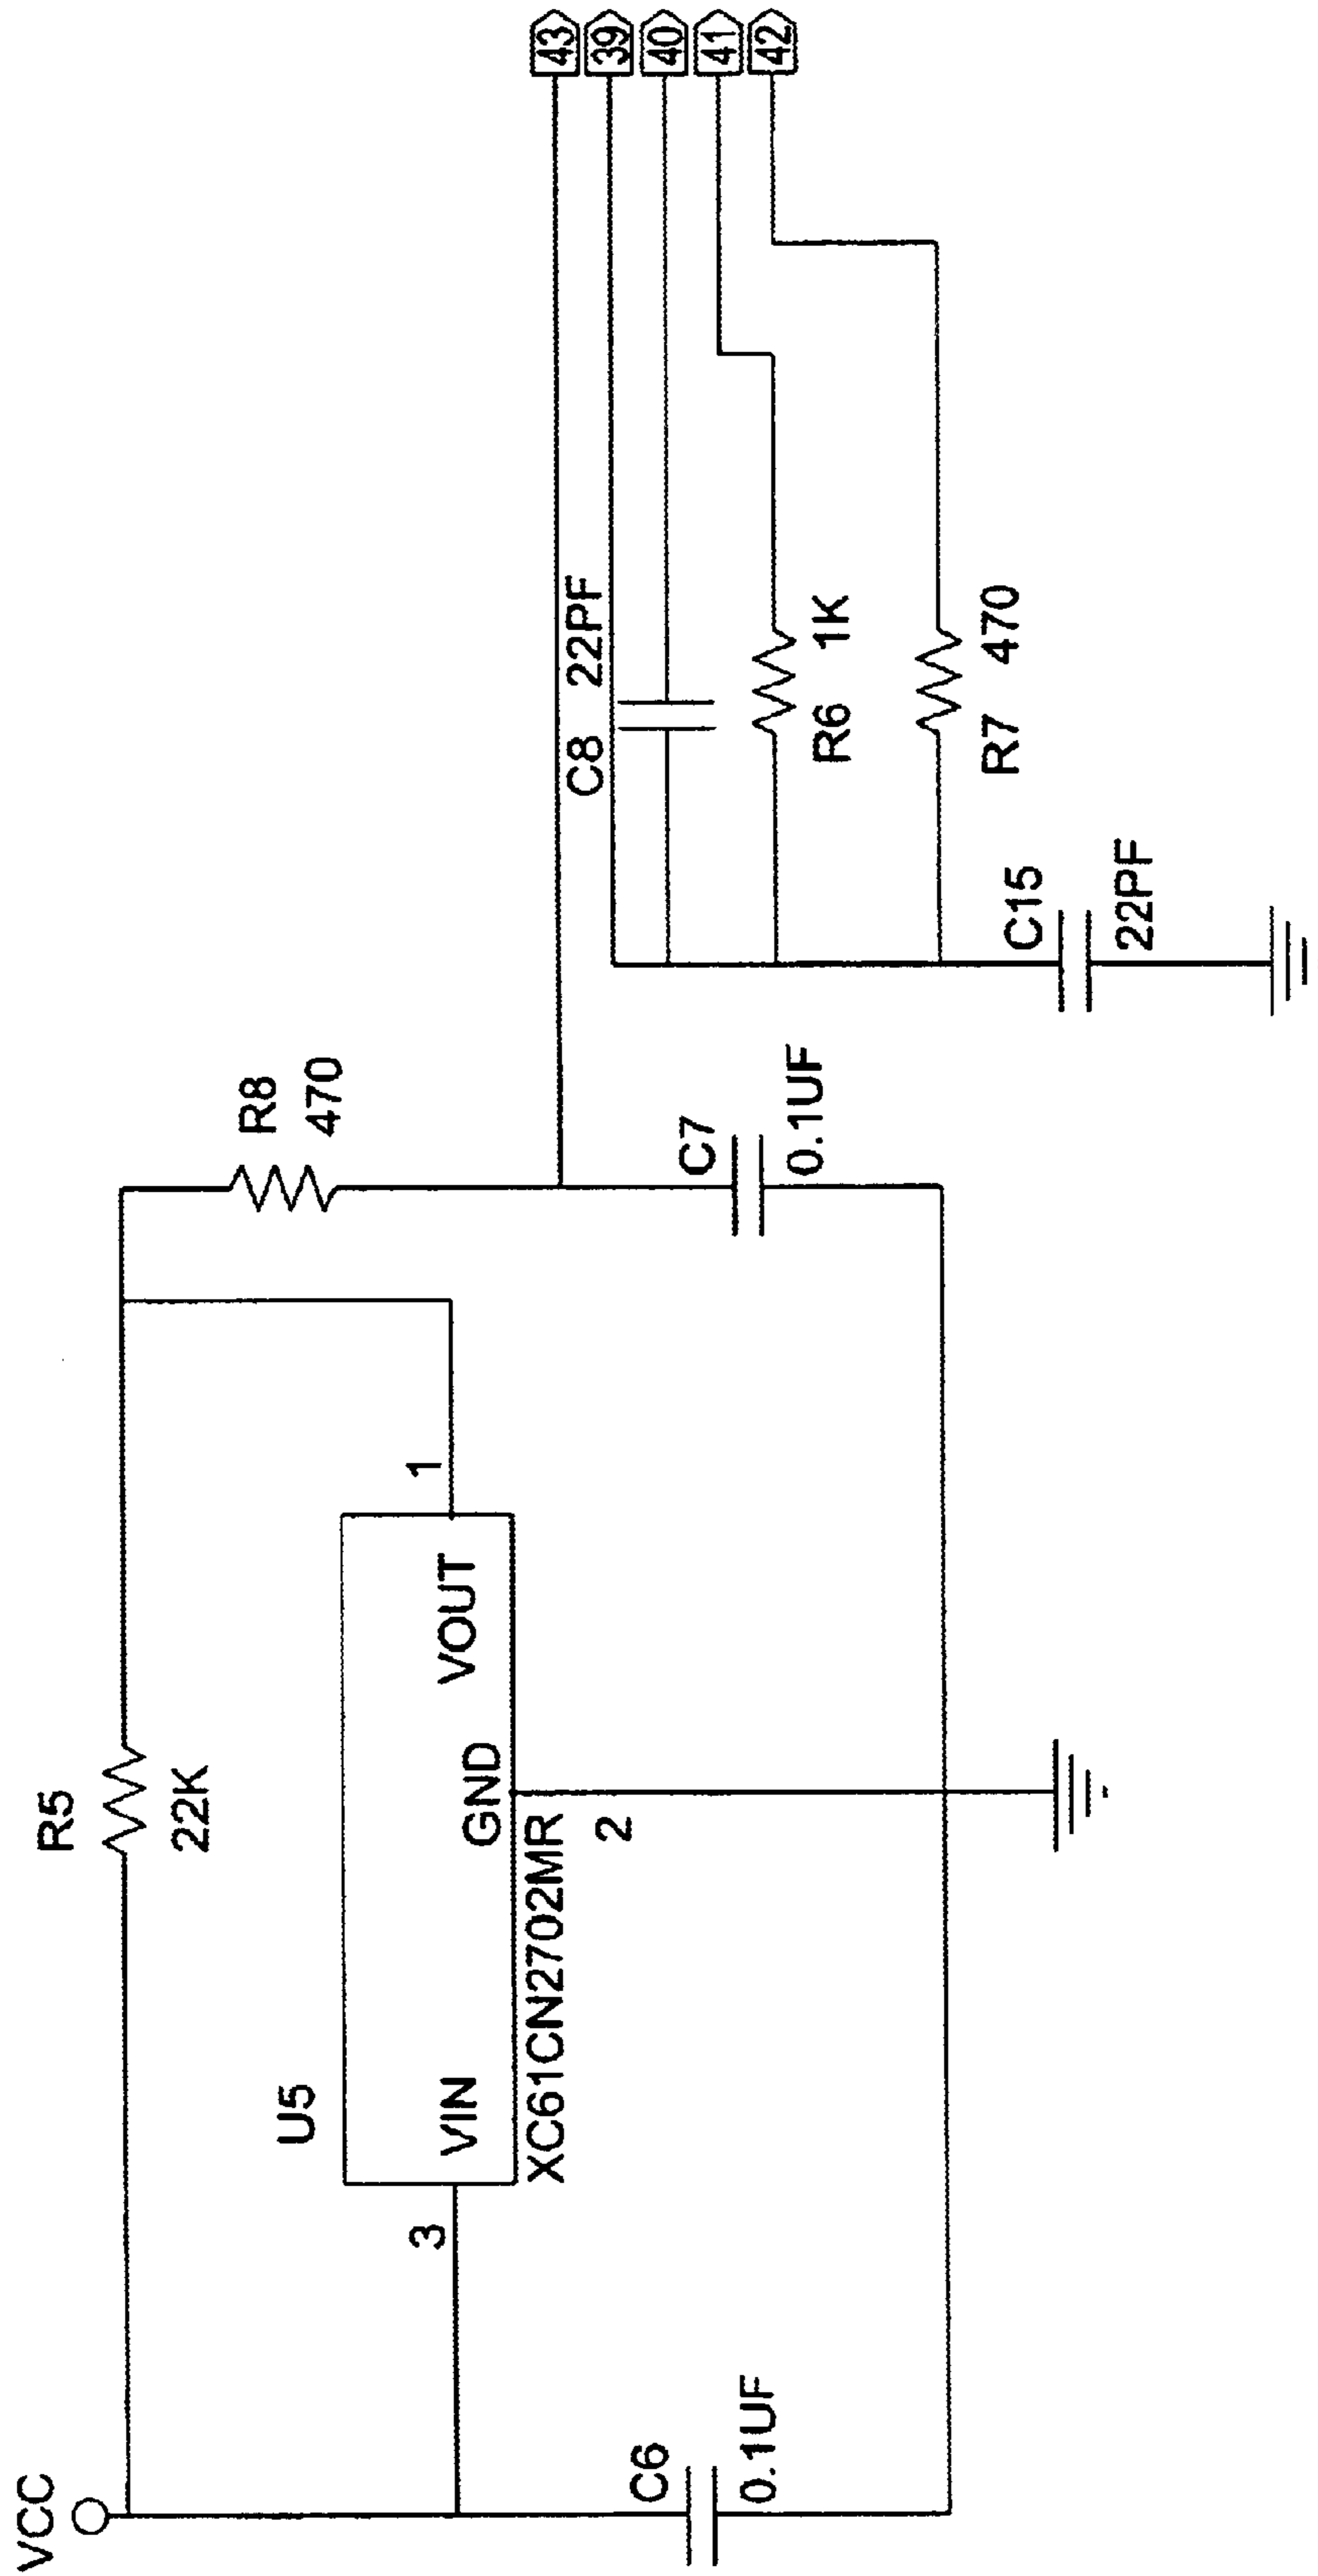 VCC
R5
22K
U5
VIN
GND
VOUT
XC61CN2702MR
3
2
1
C6
0.1UF
R8
470
C7
0.1UF
C8 22PF
R6 1K
R7 470
C15
22PF
43
39
40
41
42